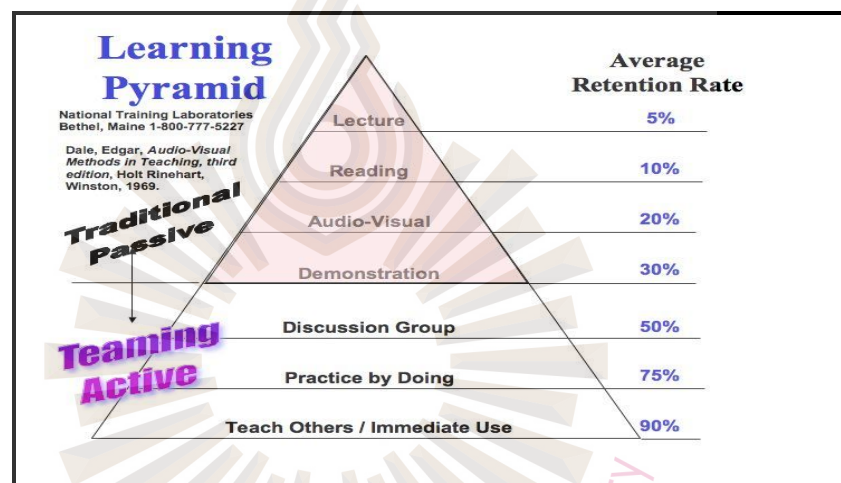 Learning
Pyramid
National Training Laboratories
Bethel, Maine 1-800-777-5227
Dale, Edgar, Audio-Visual
Methods in Teaching, third
edition, Holt Rinehart,
Winston, 1969.
Traditional
Passive
Teaming
Active
Average
Retention Rate
Lecture 5%
Reading 10%
Audio-Visual 20%
Demonstration 30%
Discussion Group 50%
Practice by Doing 75%
Teach Others / Immediate Use 90%